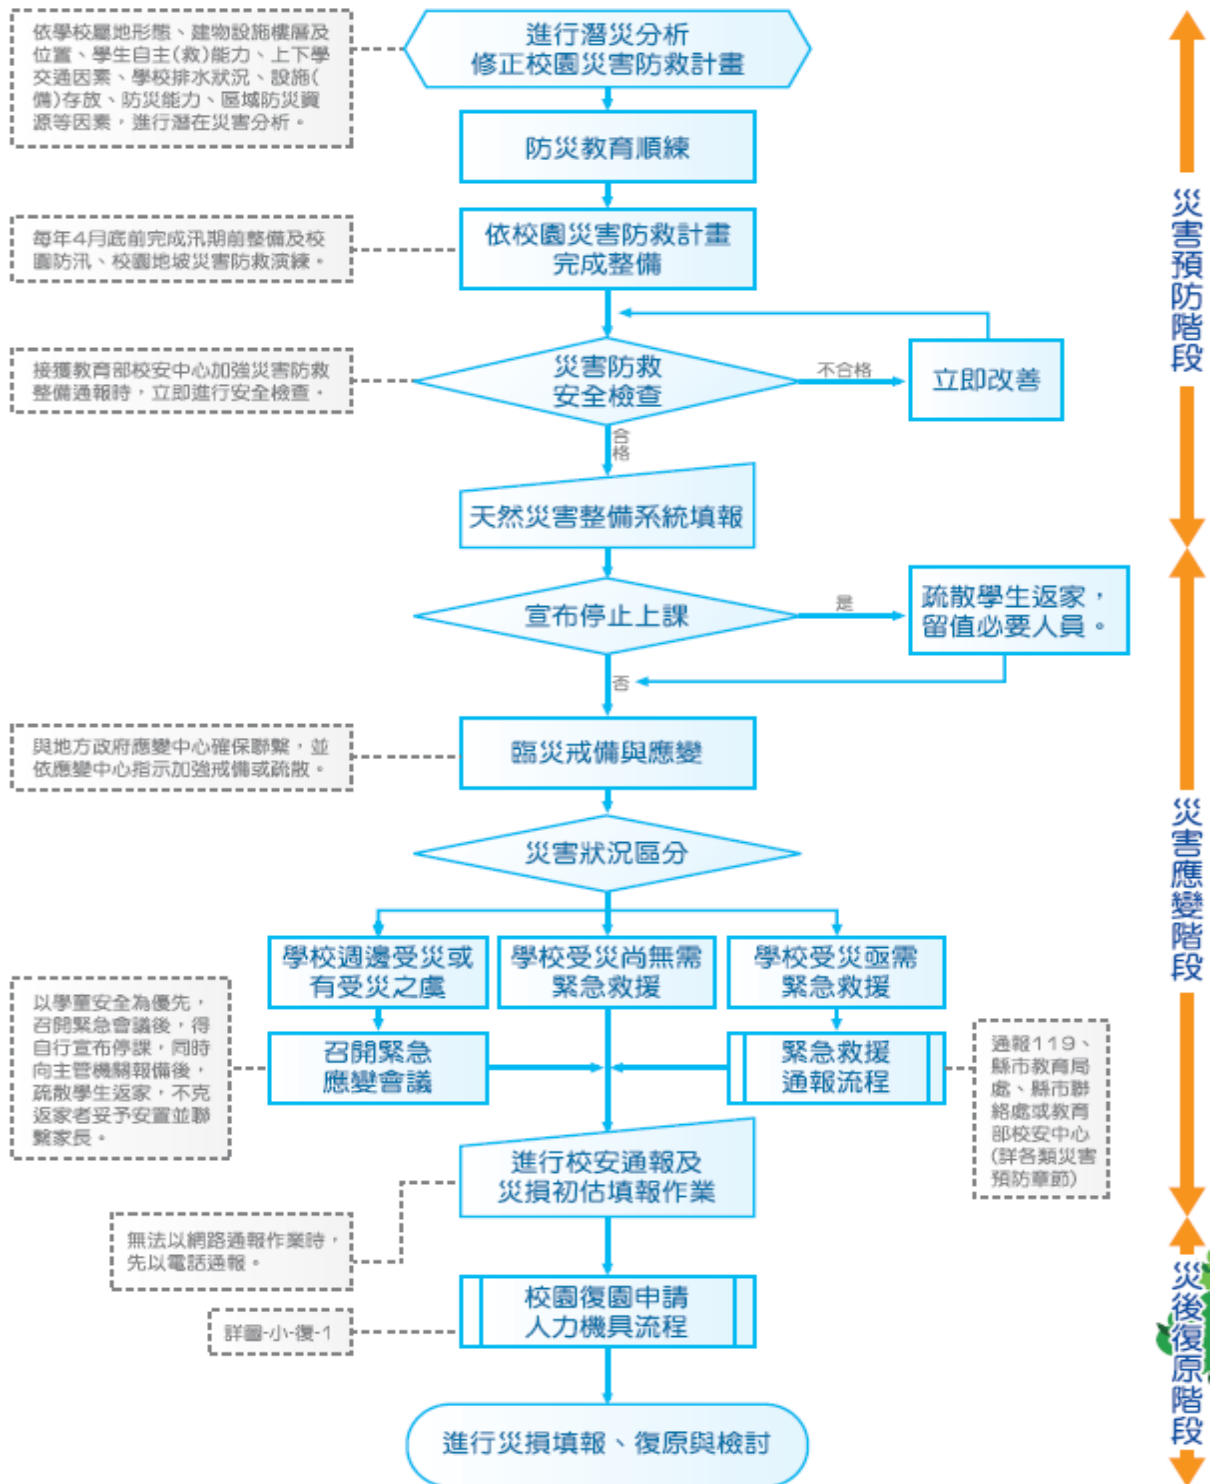 依學校屬地形態、建物設施樓層及
位置、學生自主(救)能力、上下學
交通因素、學校排水狀況、設施(
備)存放、防災能力、區域防災資
源等因素，進行潛在災害分析。
進行潛災分析
修正校園災害防救計畫
防災教育順練
每年4月底前完成汛期前整備及校
園防汛、校園地坡災害防救演練。
依校園災害防救計畫
完成整備
災害預防階段
接獲教育部校安中心加強災害防救
整備通報時，立即進行安全檢查。
災害防救
安全檢查
不合格
立即改善
合格
天然災害整備系統填報
宣布停止上課
是
疏散學生返家，
留值必要人員。
否
與地方政府應變中心確保聯繫，並
依應變中心指示加強戒備或疏散。
臨災戒備與應變
災害應變階段
災害狀況區分
學校週邊受災或
有受災之虞
學校受災尚無需
緊急救援
學校受災亟需
緊急救援
以學童安全為優先，
召開緊急會議後，得
自行宣布停課，同時
向主管機關報備後，
疏散學生返家，不克
返家者妥予安置並聯
繫家長。
召開緊急
應變會議
緊急救援
通報流程
通報119、
縣市教育局
處、縣市聯
絡處或教育
部校安中心
(詳各類災害
預防章節)
進行校安通報及
災損初估填報作業
無法以網路通報作業時，
先以電話通報。
校園復園申請
人力機具流程
詳圖-小-復-1
災後復原階段
進行災損填報、復原與檢討